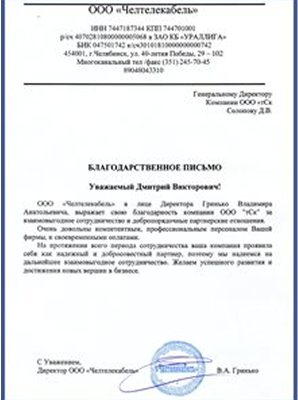 ООО «Челтелекабель»
ИНН 7447187344 КПП 744701001
р/сч 40702810800000005068 в ЗАО КБ «УРАЛЛИГА»
БИК 047501742 к/сч30101810000000000742
454001, г.Челябинск, ул. 40-летия Победы, 29 – 102
Многоканальный тел /факс (351) 245-70-45
89048043310
Генеральному Директору
Компании ООО «тСк
Солопову Д.В.
БЛАГОДАРСТВЕННОЕ ПИСЬМО
Уважаемый Дмитрий Викторович!
ООО «Челтелекабель» в лице Директора Гринько Владимира
Анатольевича, выражает свою благодарность компании ООО "тСк" за
взаимовыгодное сотрудничество и добропорядочные партнерские отношения.
Очень довольны компетентным, профессиональным персоналом Вашей
фирмы, и своевременными оплатами.
На протяжении всего периода сотрудничества ваша компания проявила
себя как надежный и добросовестный партнер, поэтому мы надеемся на
дальнейшее взаимовыгодное сотрудничество. Желаем успешного развития и
достижения новых вершин в бизнесе.
С Уважением,
Директор ООО «Челтелекабель»
В.А. Гринько